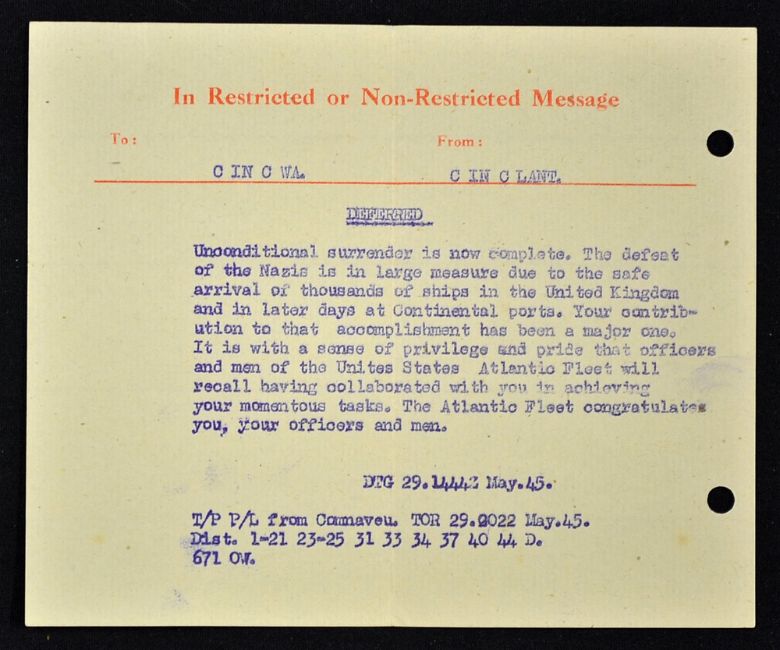 In Restricted or Non-Restricted Message
To: From:
C IN C WA. C IN C LANT.
DEFERRED
Unconditional surrender is now complete. The defeat
of the Nazis is in large measure due to the safe
arrival of thousands of ships in the United Kingdom
and in later days at Continental ports. Your contrib-
ution to that accomplishment has been a major one.
It is with a sense of privilege and pride that officers
and men of the Unites States Atlantic Fleet will
recall having collaborated with you in achieving
your momentous tasks. The Atlantic Fleet congratulates
you, your officers and men.
DTG May.45.
T/P P/L from Comnaveu. TOR May.45.
Dist. 1-21 23-25 31 33 34 37 40 44 D.
671 OW.